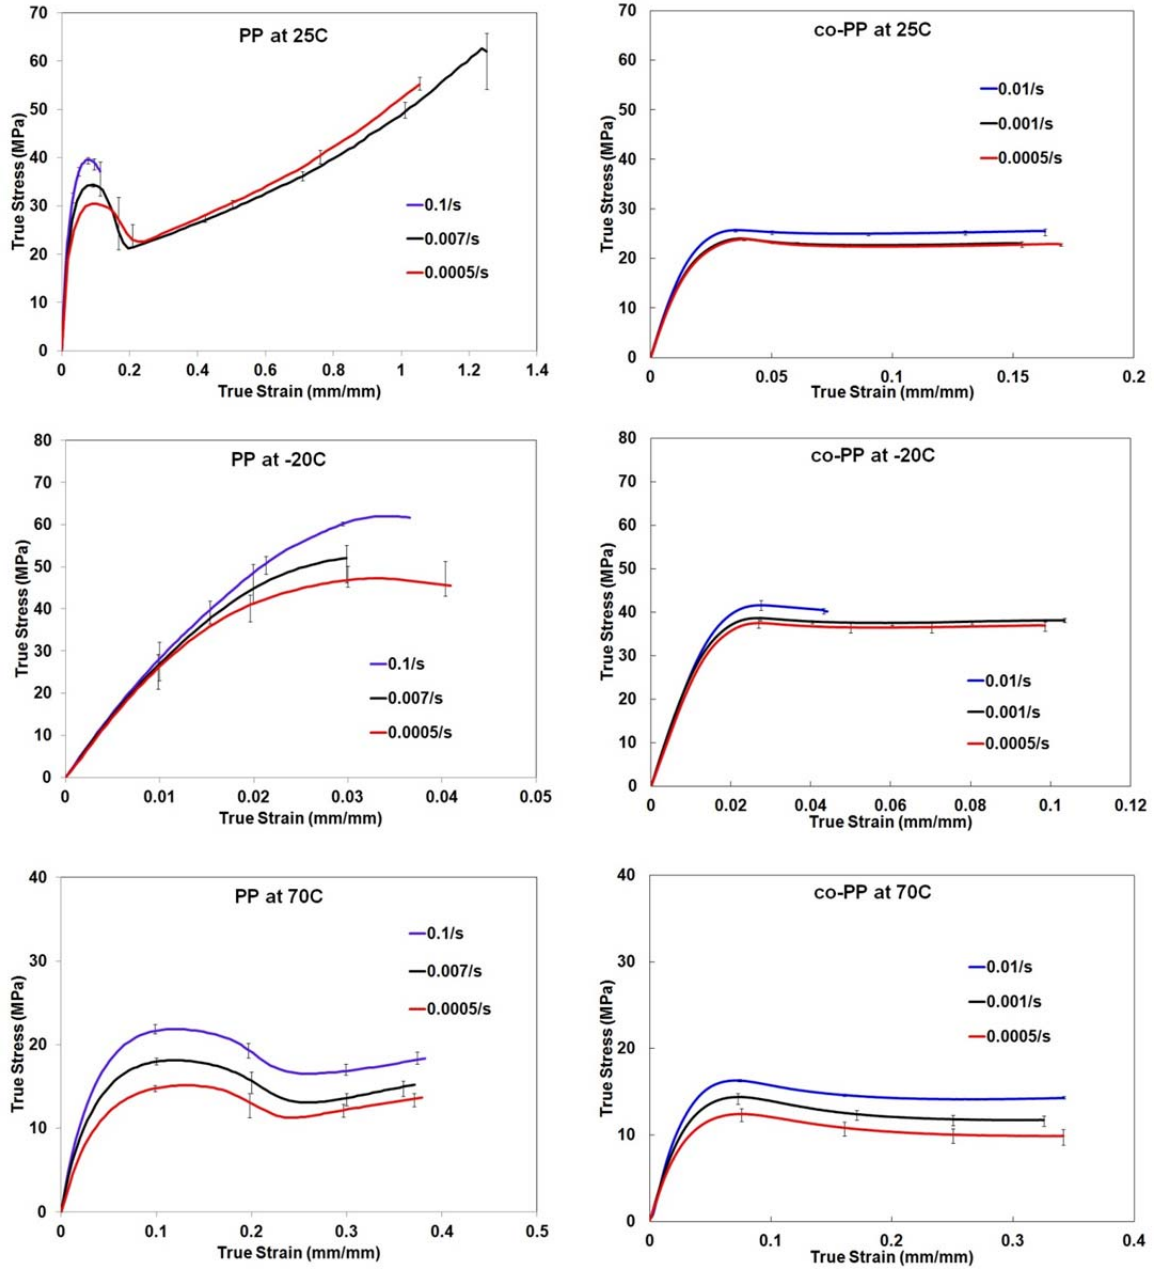 PP at 25C
70
60
50
40
30
20
10
0
True Stress (MPa)
0.1/s
0.007/s
0.0005/s
0 0.2 0.4 0.6 0.8 1 1.2 1.4
True Strain (mm/mm)
co-PP at 25C
70
60
50
40
30
20
10
0
True Stress (MPa)
0.01/s
0.001/s
0.0005/s
0 0.05 0.1 0.15 0.2
True Strain (mm/mm)
PP at -20C
80
70
60
50
40
30
20
10
0
True Stress (MPa)
0.1/s
0.007/s
0.0005/s
0 0.01 0.02 0.03 0.04 0.05
True Strain (mm/mm)
co-PP at -20C
80
70
60
50
40
30
20
10
0
True Stress (MPa)
0.01/s
0.001/s
0.0005/s
0 0.02 0.04 0.06 0.08 0.1 0.12
True Strain (mm/mm)
PP at 70C
40
30
20
10
0
True Stress (MPa)
0.1/s
0.007/s
0.0005/s
0 0.1 0.2 0.3 0.4 0.5
True Strain (mm/mm)
co-PP at 70C
40
30
20
10
0
True Stress (MPa)
0.01/s
0.001/s
0.0005/s
0 0.1 0.2 0.3 0.4
True Strain (mm/mm)